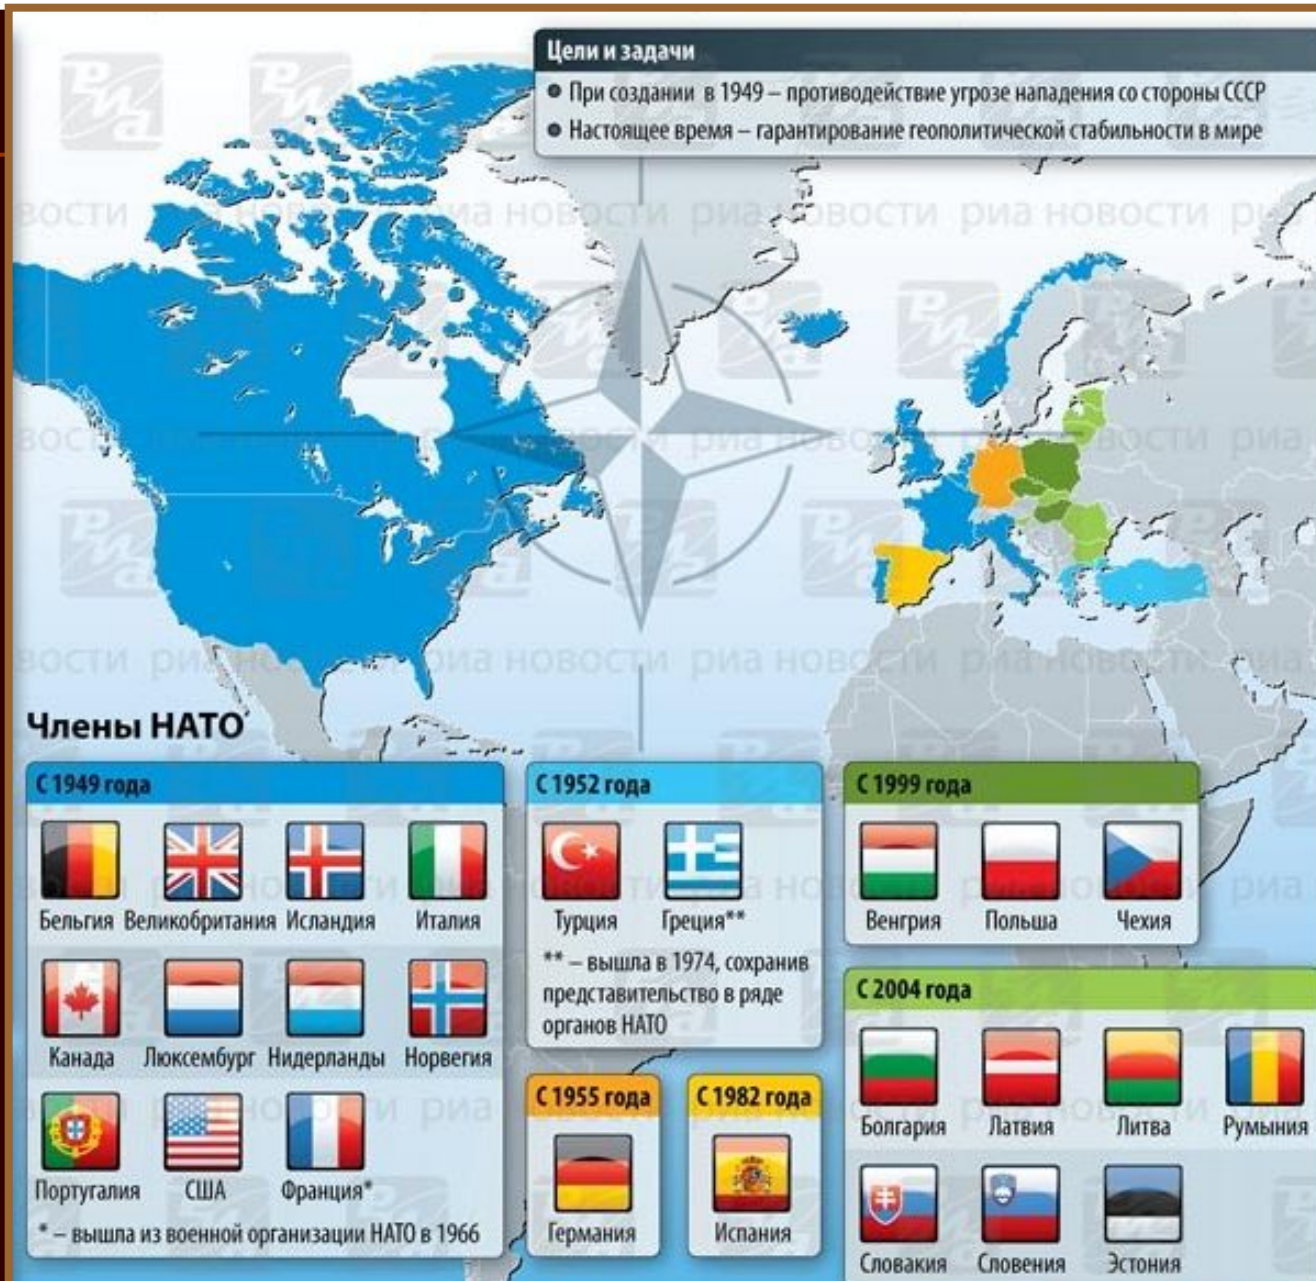 Цели и задачи
● При создании в 1949 – противодействие угрозе нападения со стороны СССР
● Настоящее время – гарантирование геополитической стабильности в мире
Члены НАТО
С 1949 года
Бельгия Великобритания Исландия Италия
Канада Люксембург Нидерланды Норвегия
Португалия США Франция*
* – вышла из военной организации НАТО в 1966
С 1952 года
Турция Греция**
** – вышла в 1974, сохранив
представительство в ряде
органов НАТО
С 1955 года
Германия
С 1982 года
Испания
С 1999 года
Венгрия Польша Чехия
С 2004 года
Болгария Латвия Литва Румыния
Словакия Словения Эстония
риа новости